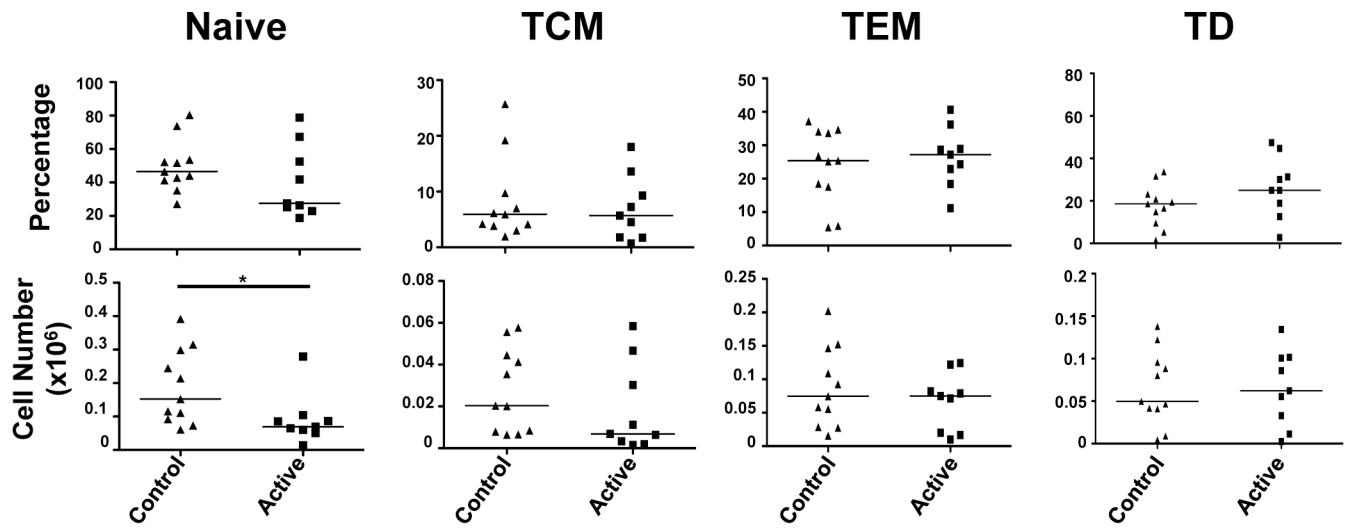 Naive TCM TEM TD
Percentage
100 80 60 40 20 0
30 20 10 0
50 40 30 20 10 0
80 60 40 20 0
Cell Number
(x10⁶)
0.5 0.4 0.3 0.2 0.1 0
*
0.08 0.06 0.04 0.02 0
0.25 0.20 0.15 0.10 0.05 0
0.2 0.15 0.1 0.05 0
Control Active Control Active Control Active Control Active